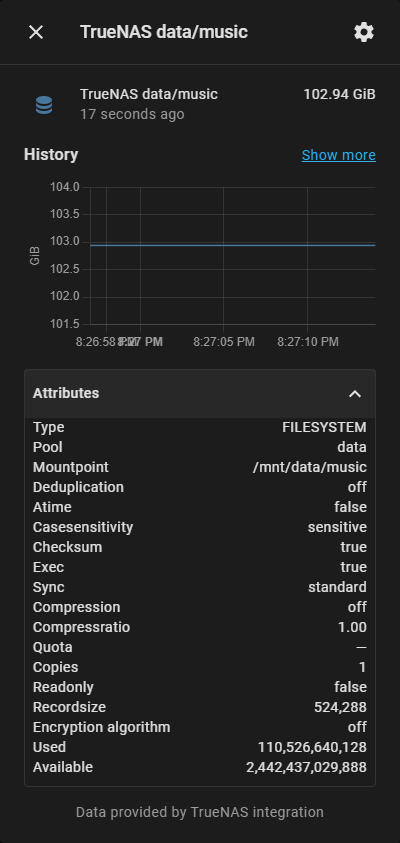 TrueNAS data/music
TrueNAS data/music 102.94 GiB
17 seconds ago
History Show more
104.0
103.5
103.0
102.5
102.0
101.5
GiB
8:26:58 PM 8:27 PM 8:27:05 PM 8:27:10 PM
Attributes
Type FILESYSTEM
Pool data
Mountpoint /mnt/data/music
Deduplication off
Atime false
Casesensitivity sensitive
Checksum true
Exec true
Sync standard
Compression off
Compressratio 1.00
Quota —
Copies 1
Readonly false
Recordsize 524,288
Encryption algorithm off
Used 110,526,640,128
Available 2,442,437,029,888
Data provided by TrueNAS integration